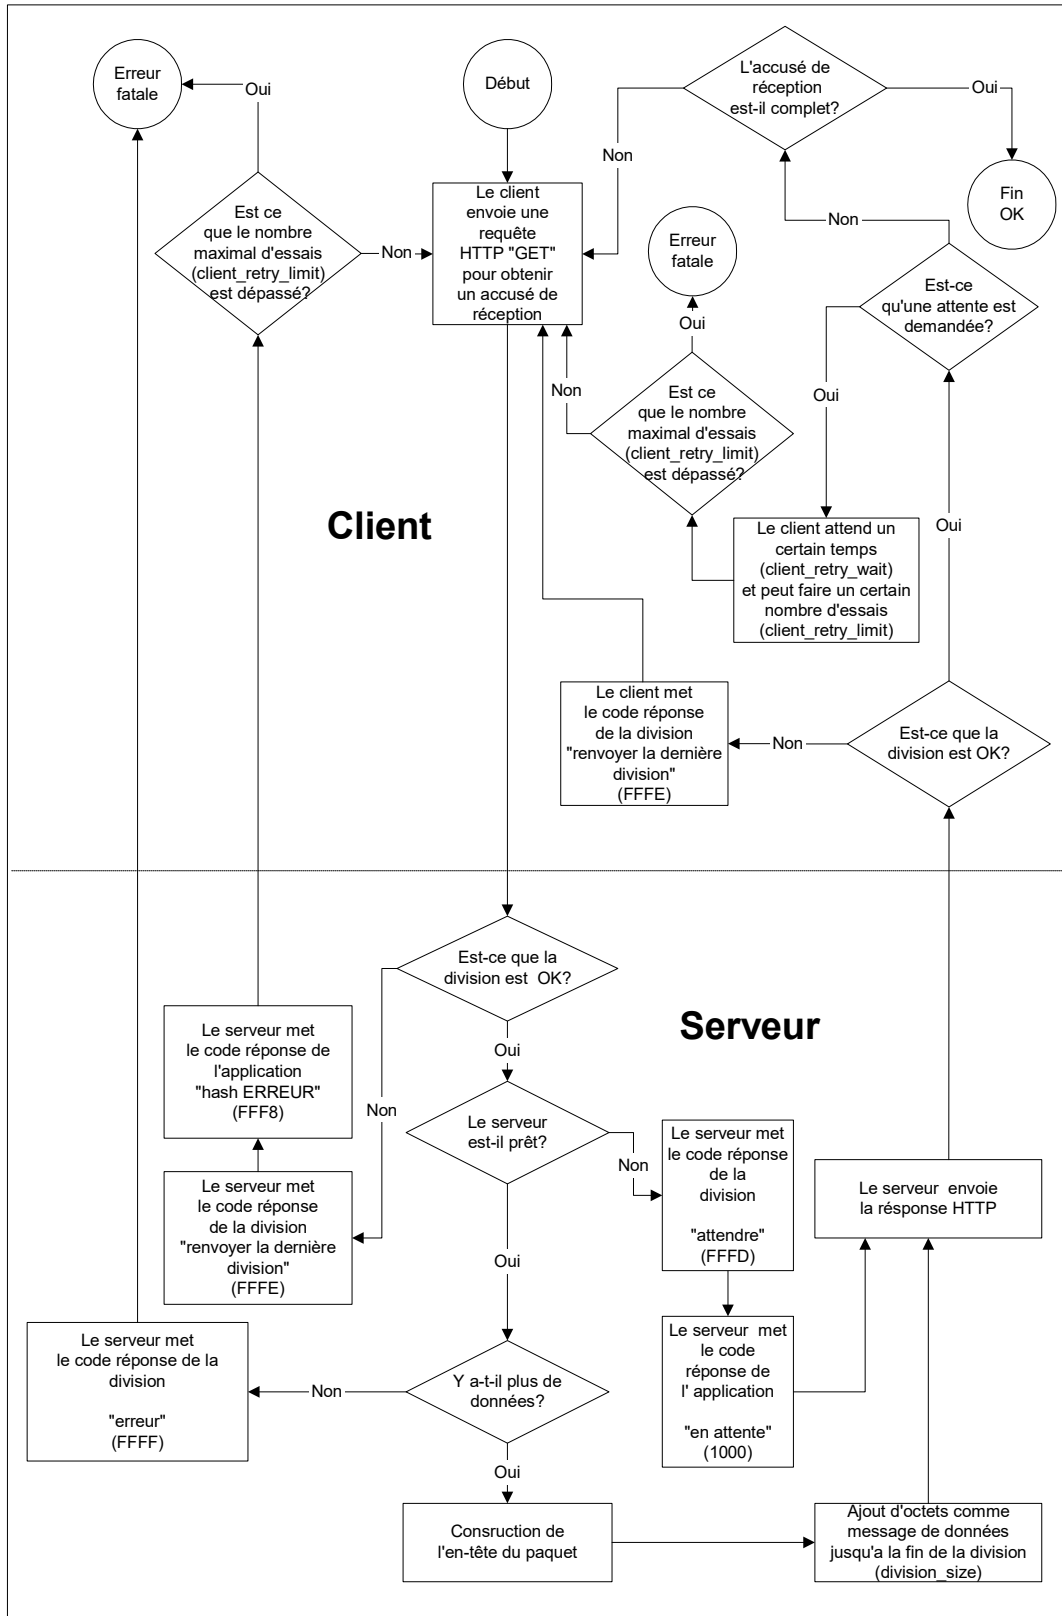 Erreur
fatale
Oui
Début
L'accusé de
réception
est-il complet?
Oui
Non
Fin
OK
Le client
envoie une
requête
HTTP "GET"
pour obtenir
un accusé de
réception
Est ce
que le nombre
maximal d'essais
(client_retry_limit)
est dépassé?
Non
Erreur
fatale
Oui
Non
Est-ce
qu'une attente est
demandée?
Non
Est ce
que le nombre
maximal d'essais
(client_retry_limit)
est dépassé?
Oui
Client
Le client attend un
certain temps
(client_retry_wait)
et peut faire un certain
nombre d'essais
(client_retry_limit)
Oui
Le client met
le code réponse
de la division
"renvoyer la dernière
division"
(FFFE)
Non
Est-ce que la
division est OK?
Est-ce que la
division est  OK?
Serveur
Le serveur met
le code réponse de
l'application
"hash ERREUR"
(FFF8)
Oui
Non
Le serveur
est-il prêt?
Non
Le serveur met
le code réponse
de la
division
"attendre"
(FFFD)
Le serveur  envoie
la résponse HTTP
Le serveur met
le code réponse
de la division
"renvoyer la dernière
division"
(FFFE)
Oui
Le serveur met
le code réponse de la
division
"erreur"
(FFFF)
Non
Y a-t-il plus de
données?
Le serveur  met
le code
réponse de
l' application
"en attente"
(1000)
Oui
Consruction de
l'en-tête du paquet
Ajout d'octets comme
message de données
jusqu'a la fin de la division
(division_size)